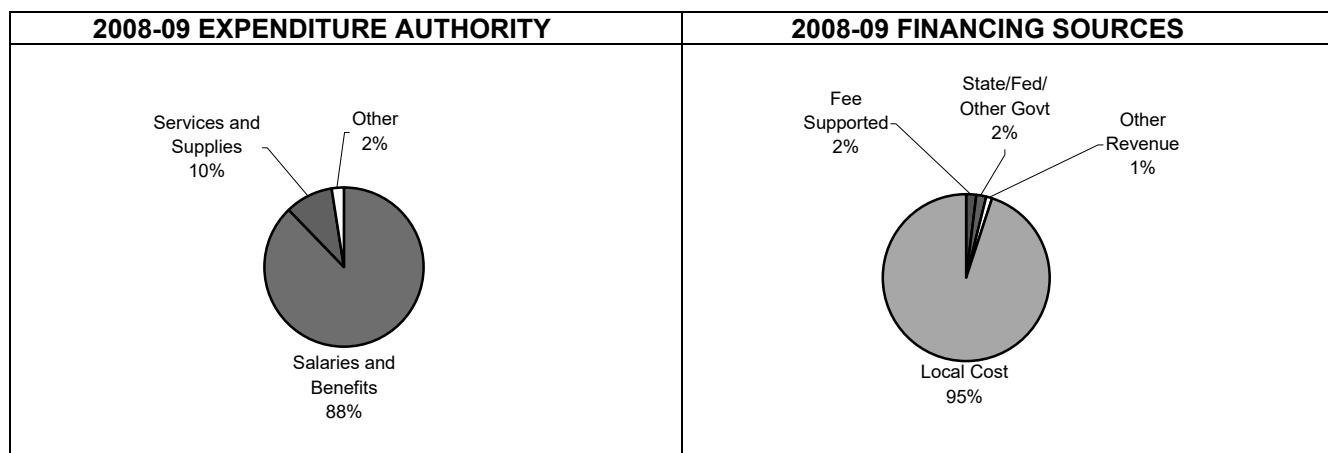 2008-09 EXPENDITURE AUTHORITY
Services and
Supplies
10%
Other
2%
Salaries and
Benefits
88%
2008-09 FINANCING SOURCES
Fee
Supported
2%
State/Fed/
Other Govt
2%
Other
Revenue
1%
Local Cost
95%